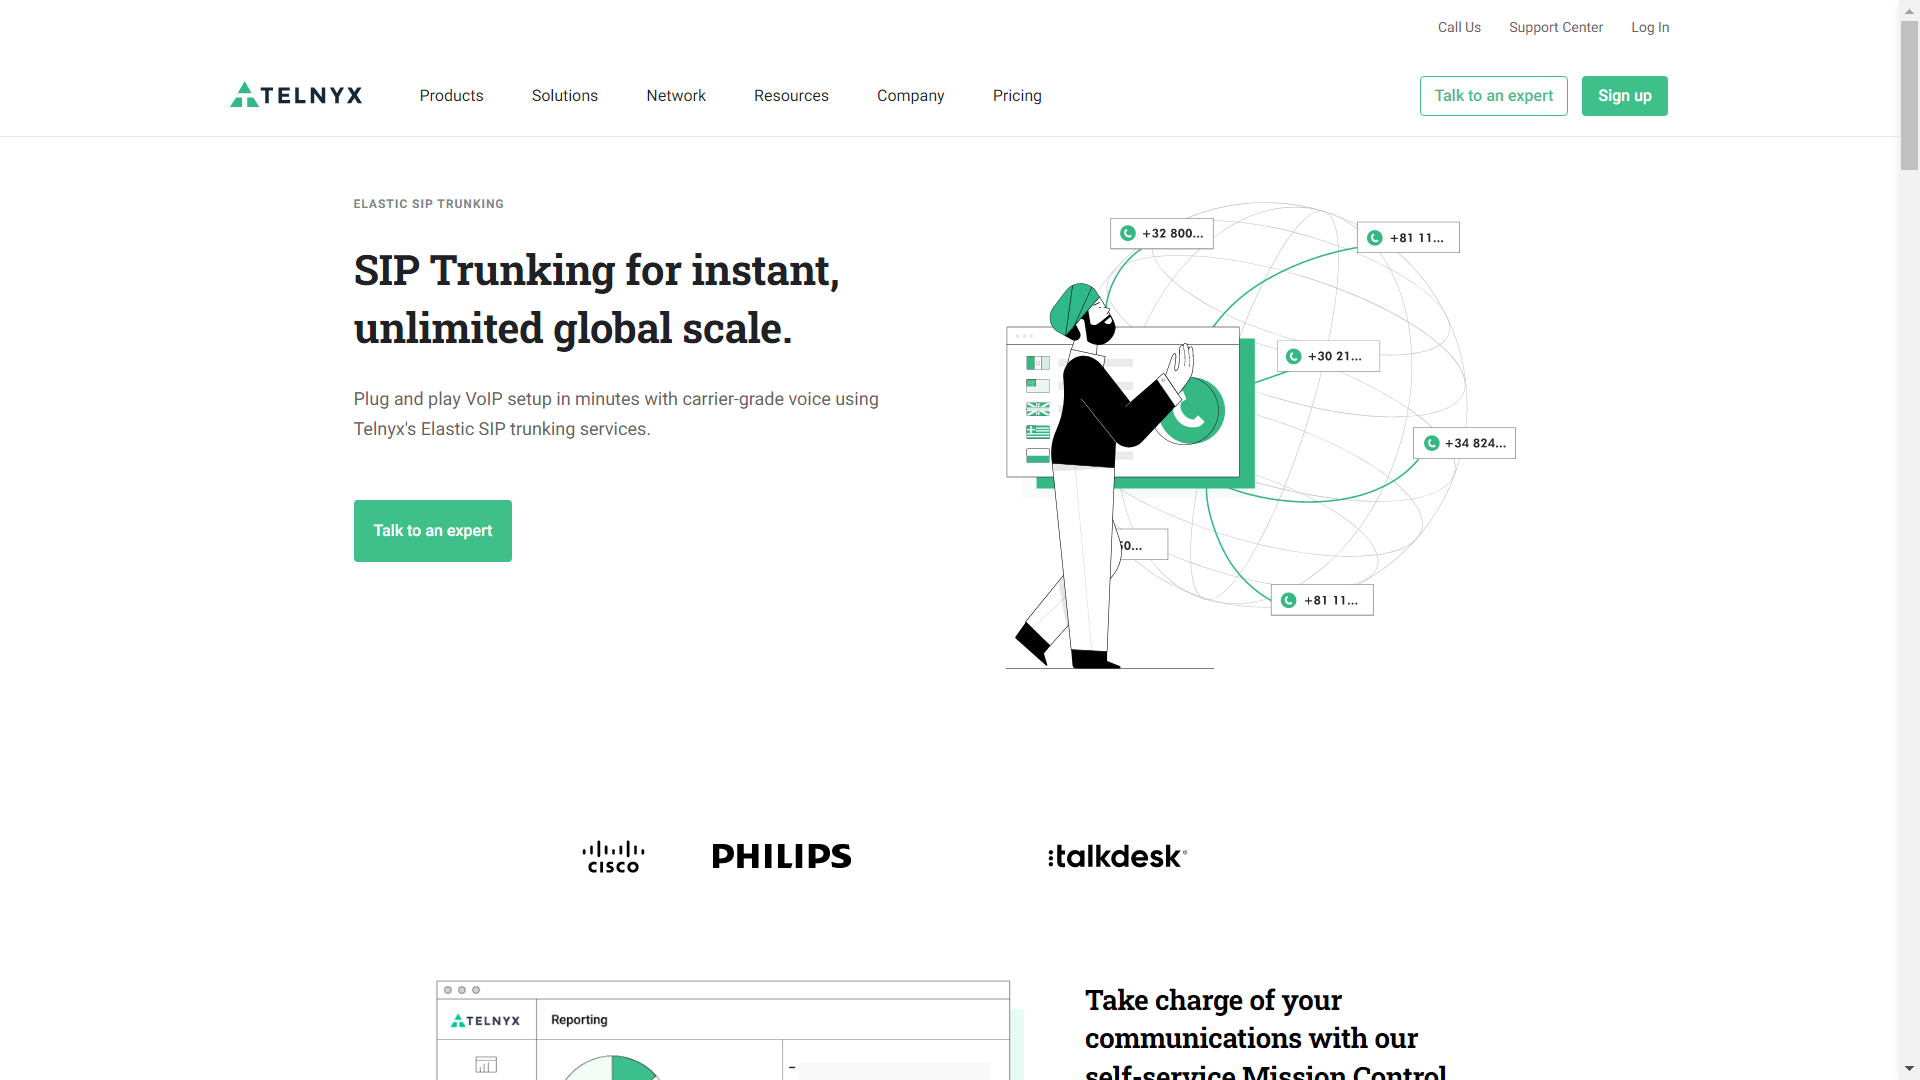 Call Us Support Center Log In
TELNYX Products Solutions Network Resources Company Pricing Talk to an expert Sign up
ELASTIC SIP TRUNKING
SIP Trunking for instant,
unlimited global scale.
Plug and play VoIP setup in minutes with carrier-grade voice using
Telnyx's Elastic SIP trunking services.
Talk to an expert
+32 800...
+81 11...
+30 21...
+34 824...
50...
+81 11...
CISCO PHILIPS talkdesk®
TELNYX Reporting
Take charge of your
communications with our
self-service Mission Control